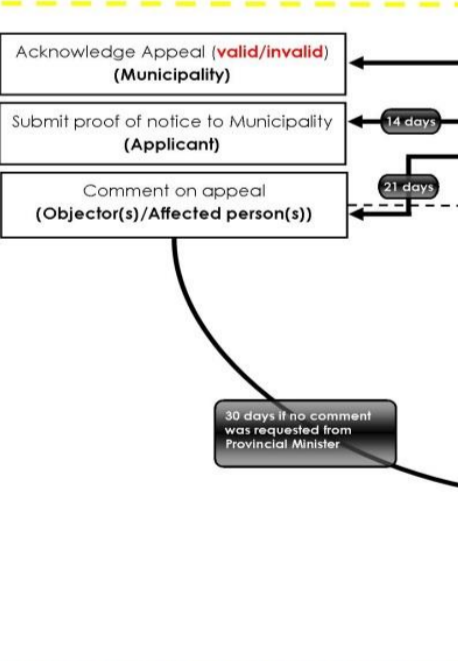 Acknowledge Appeal (valid/invalid)
(Municipality)
Submit proof of notice to Municipality
(Applicant)
14 days
Comment on appeal
(Objector(s)/Affected person(s))
21 days
30 days if no comment
was requested from
Provincial Minister